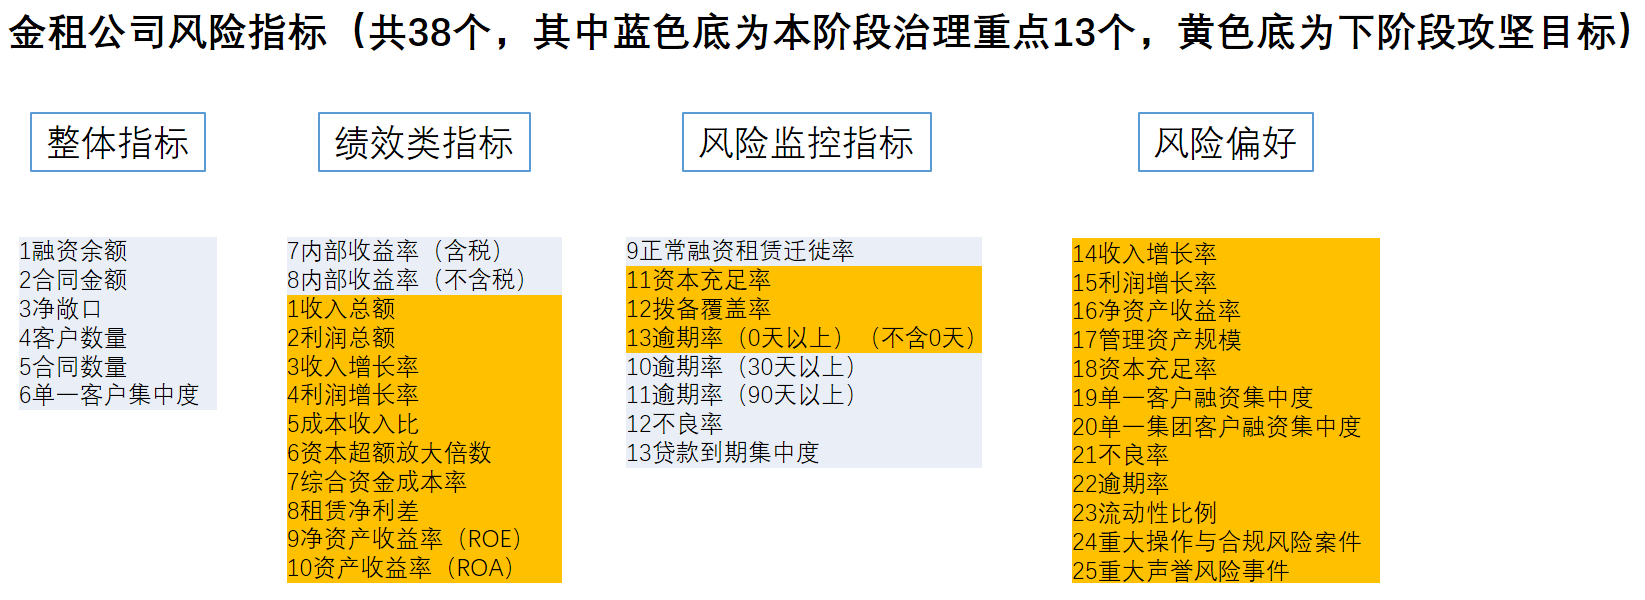 金租公司风险指标（共38个，其中蓝色底为本阶段治理重点13个，黄色底为下阶段攻坚目标）
整体指标
1融资余额
2合同金额
3净敞口
4客户数量
5合同数量
6单一客户集中度
绩效类指标
7内部收益率（含税）
8内部收益率（不含税）
1收入总额
2利润总额
3收入增长率
4利润增长率
5成本收入比
6资本超额放大倍数
7综合资金成本率
8租赁净利差
9净资产收益率（ROE）
10资产收益率（ROA）
风险监控指标
9正常融资租赁迁徙率
11资本充足率
12拨备覆盖率
13逾期率（0天以上）（不含0天）
10逾期率（30天以上）
11逾期率（90天以上）
12不良率
13贷款到期集中度
风险偏好
14收入增长率
15利润增长率
16净资产收益率
17管理资产规模
18资本充足率
19单一客户融资集中度
20单一集团客户融资集中度
21不良率
22逾期率
23流动性比例
24重大操作与合规风险案件
25重大声誉风险事件